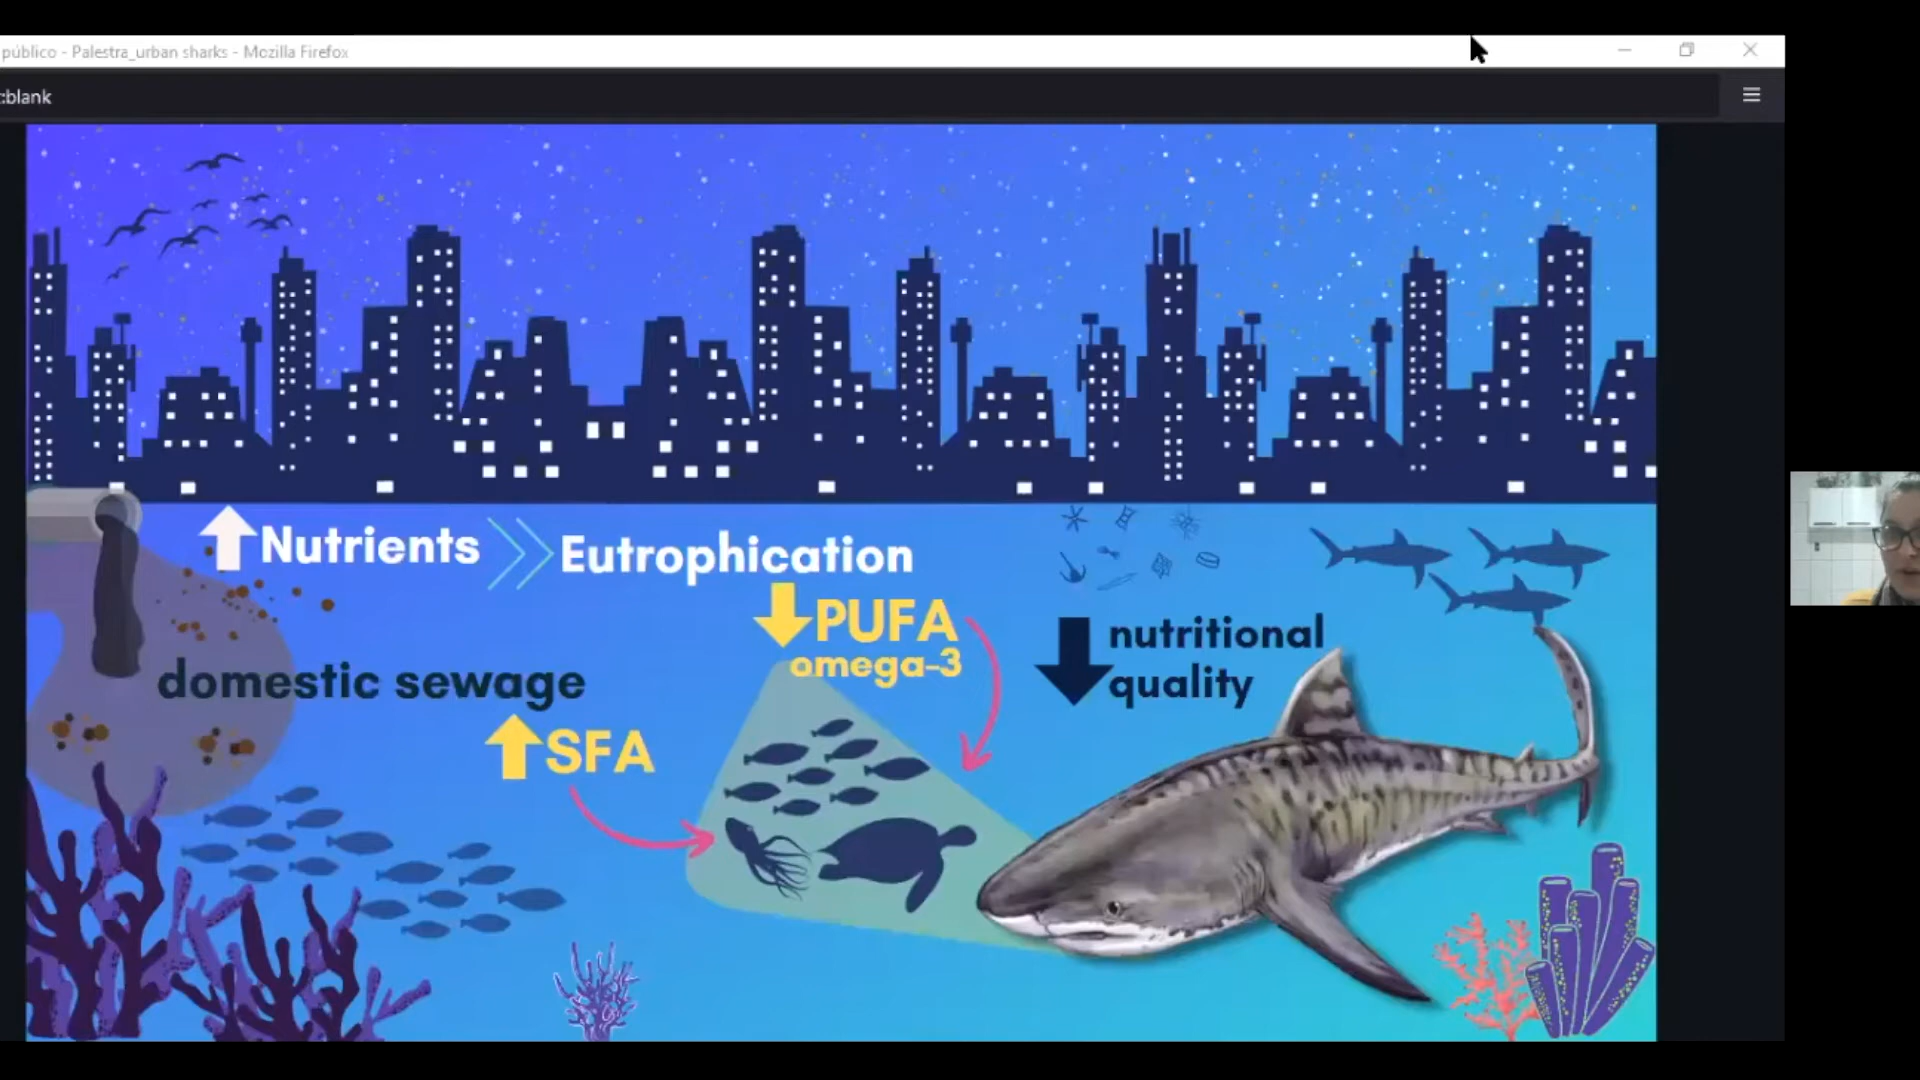 público - Palestra_urban sharks - Mozilla Firefox
:blank
Nutrients
Eutrophication
PUFA
omega-3
nutritional
quality
domestic sewage
SFA